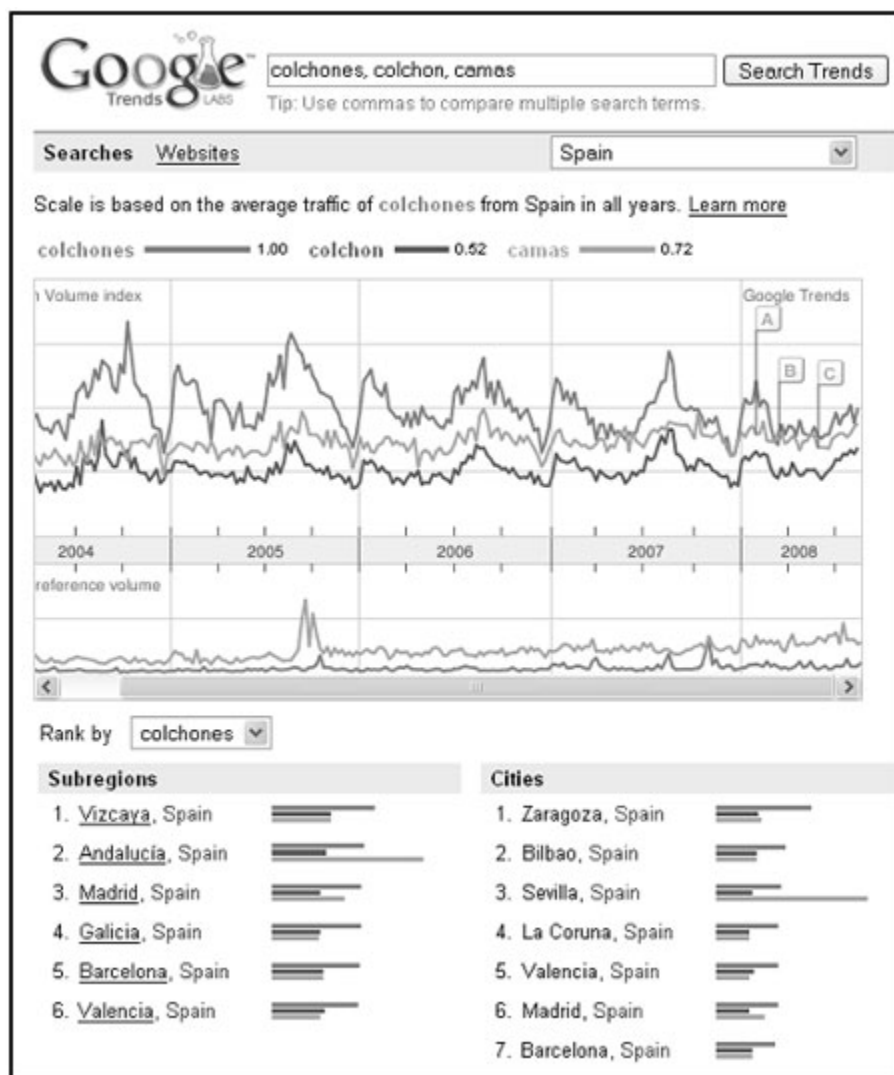 Google
Trends LABS
colchones, colchon, camas
Search Trends
Tip: Use commas to compare multiple search terms.
Searches Websites Spain
Scale is based on the average traffic of colchones from Spain in all years. Learn more
colchones 1.00 colchon 0.52 camas 0.72
Volume index Google Trends
A
B C
2004 2005 2006 2007 2008
reference volume
Rank by colchones
Subregions
1. Vizcaya, Spain
2. Andalucía, Spain
3. Madrid, Spain
4. Galicia, Spain
5. Barcelona, Spain
6. Valencia, Spain
Cities
1. Zaragoza, Spain
2. Bilbao, Spain
3. Sevilla, Spain
4. La Coruna, Spain
5. Valencia, Spain
6. Madrid, Spain
7. Barcelona, Spain